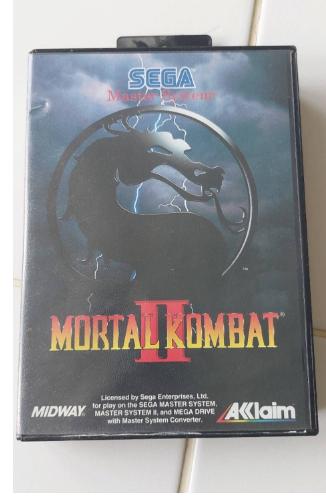 SEGA
Master System
MORTAL KOMBAT®
II
Licensed by Sega Enterprises, Ltd.
for play on the SEGA MASTER SYSTEM,
MASTER SYSTEM II, and MEGA DRIVE
with Master System Converter.
MIDWAY
AKlaim
™